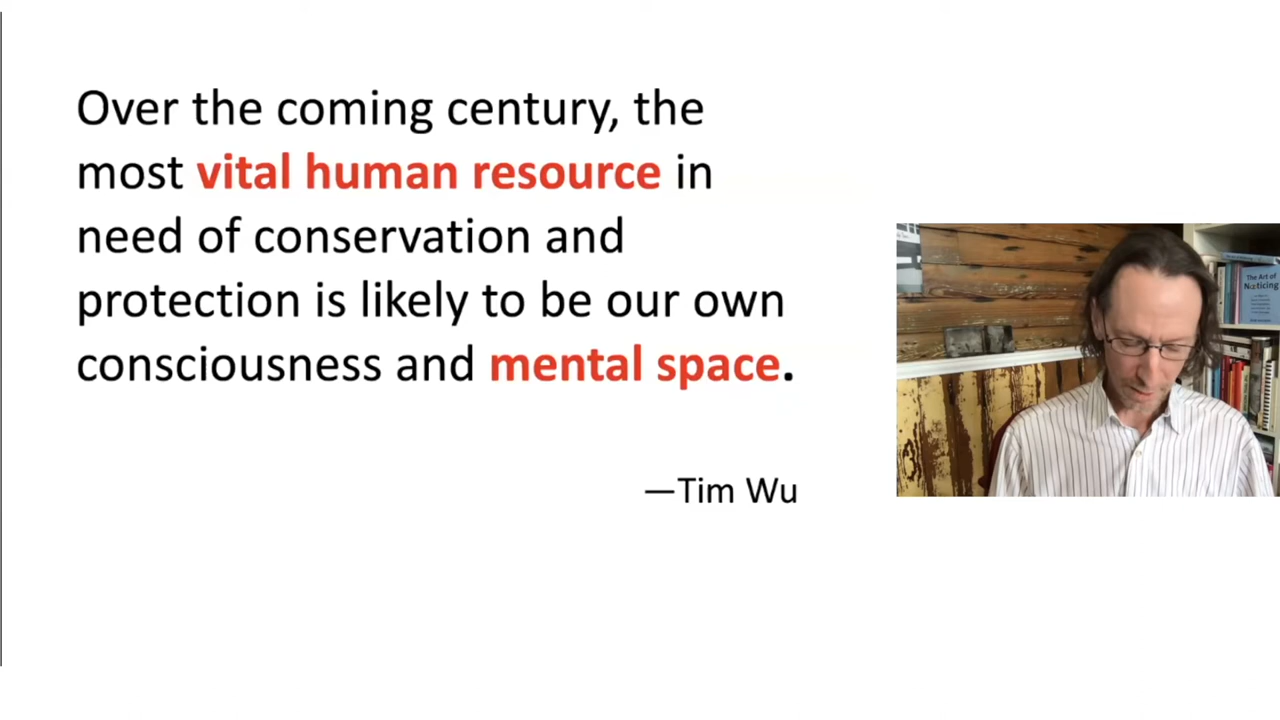 Over the coming century, the
most vital human resource in
need of conservation and
protection is likely to be our own
consciousness and mental space.
—Tim Wu
The Art of
Noticing